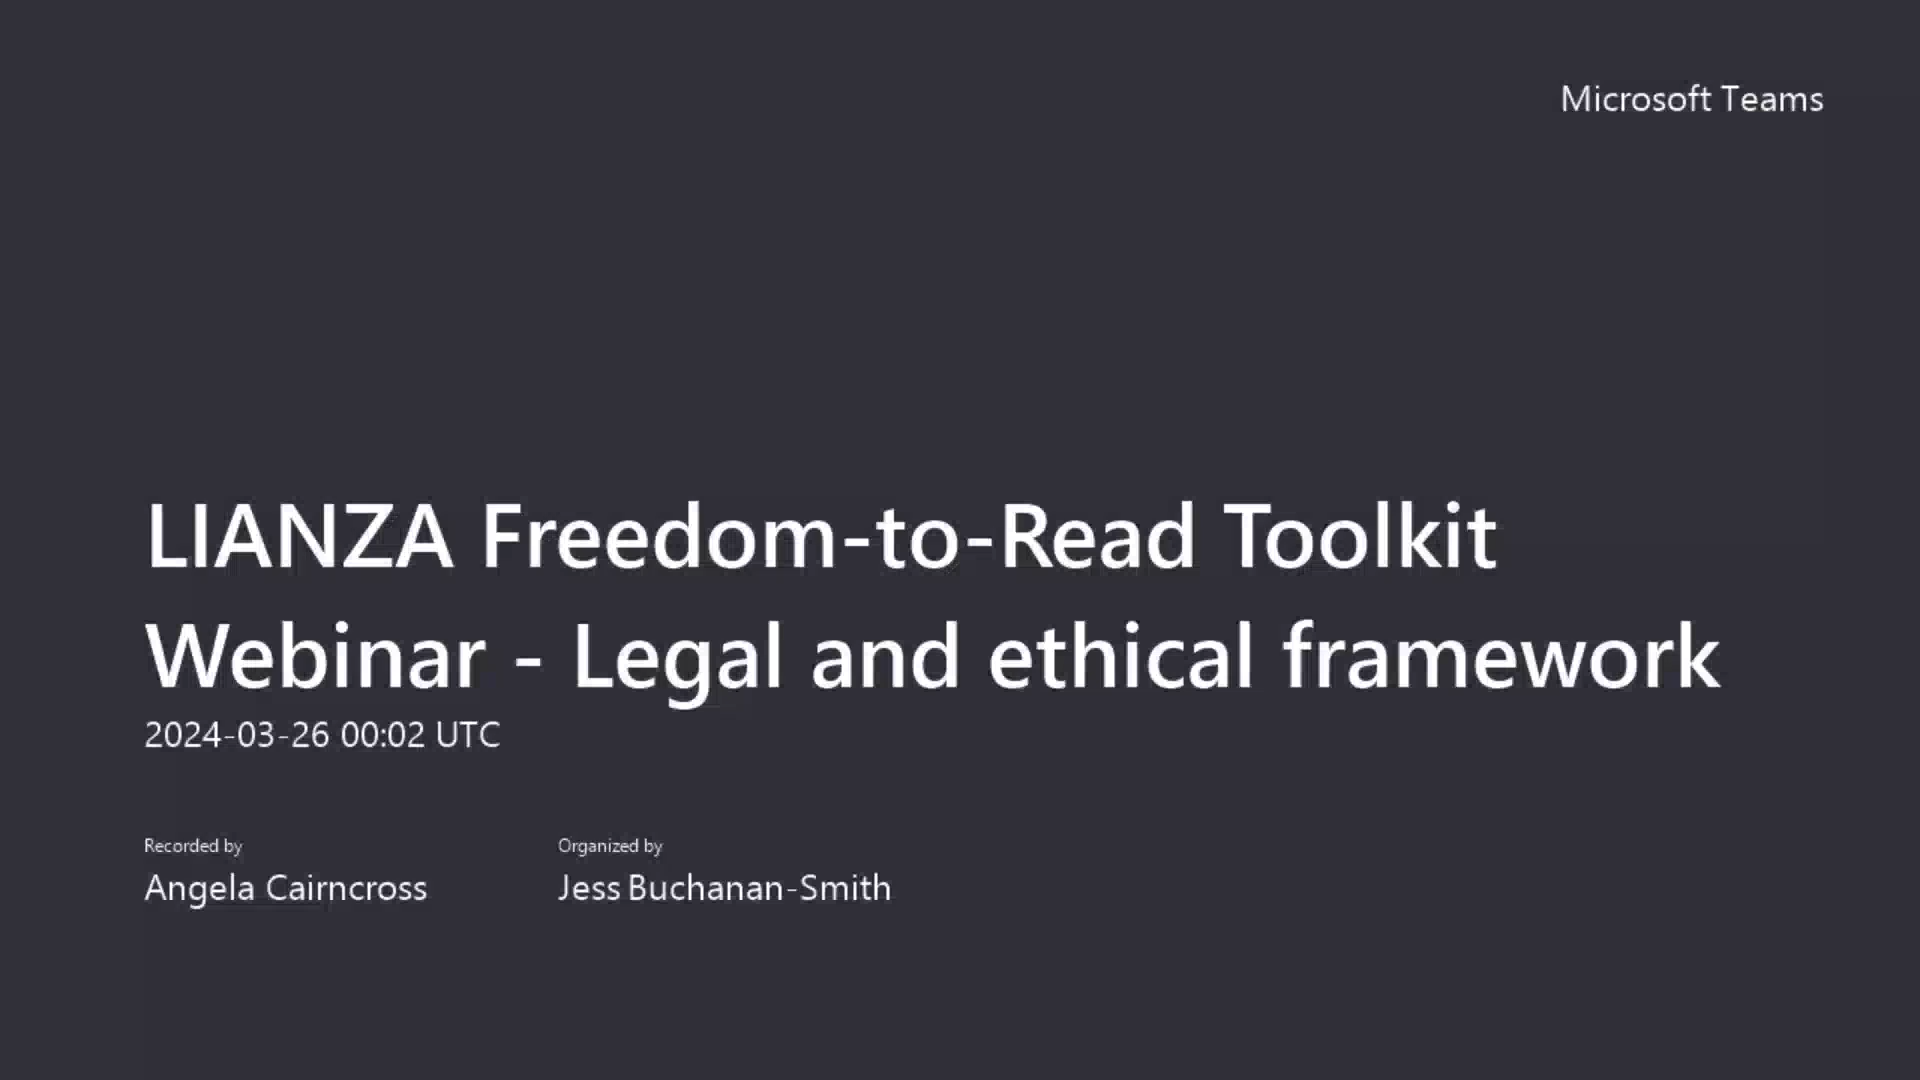 Microsoft Teams
LIANZA Freedom-to-Read Toolkit
Webinar - Legal and ethical framework
2024-03-26 00:02 UTC
Recorded by
Organized by
Angela Cairncross
Jess Buchanan-Smith